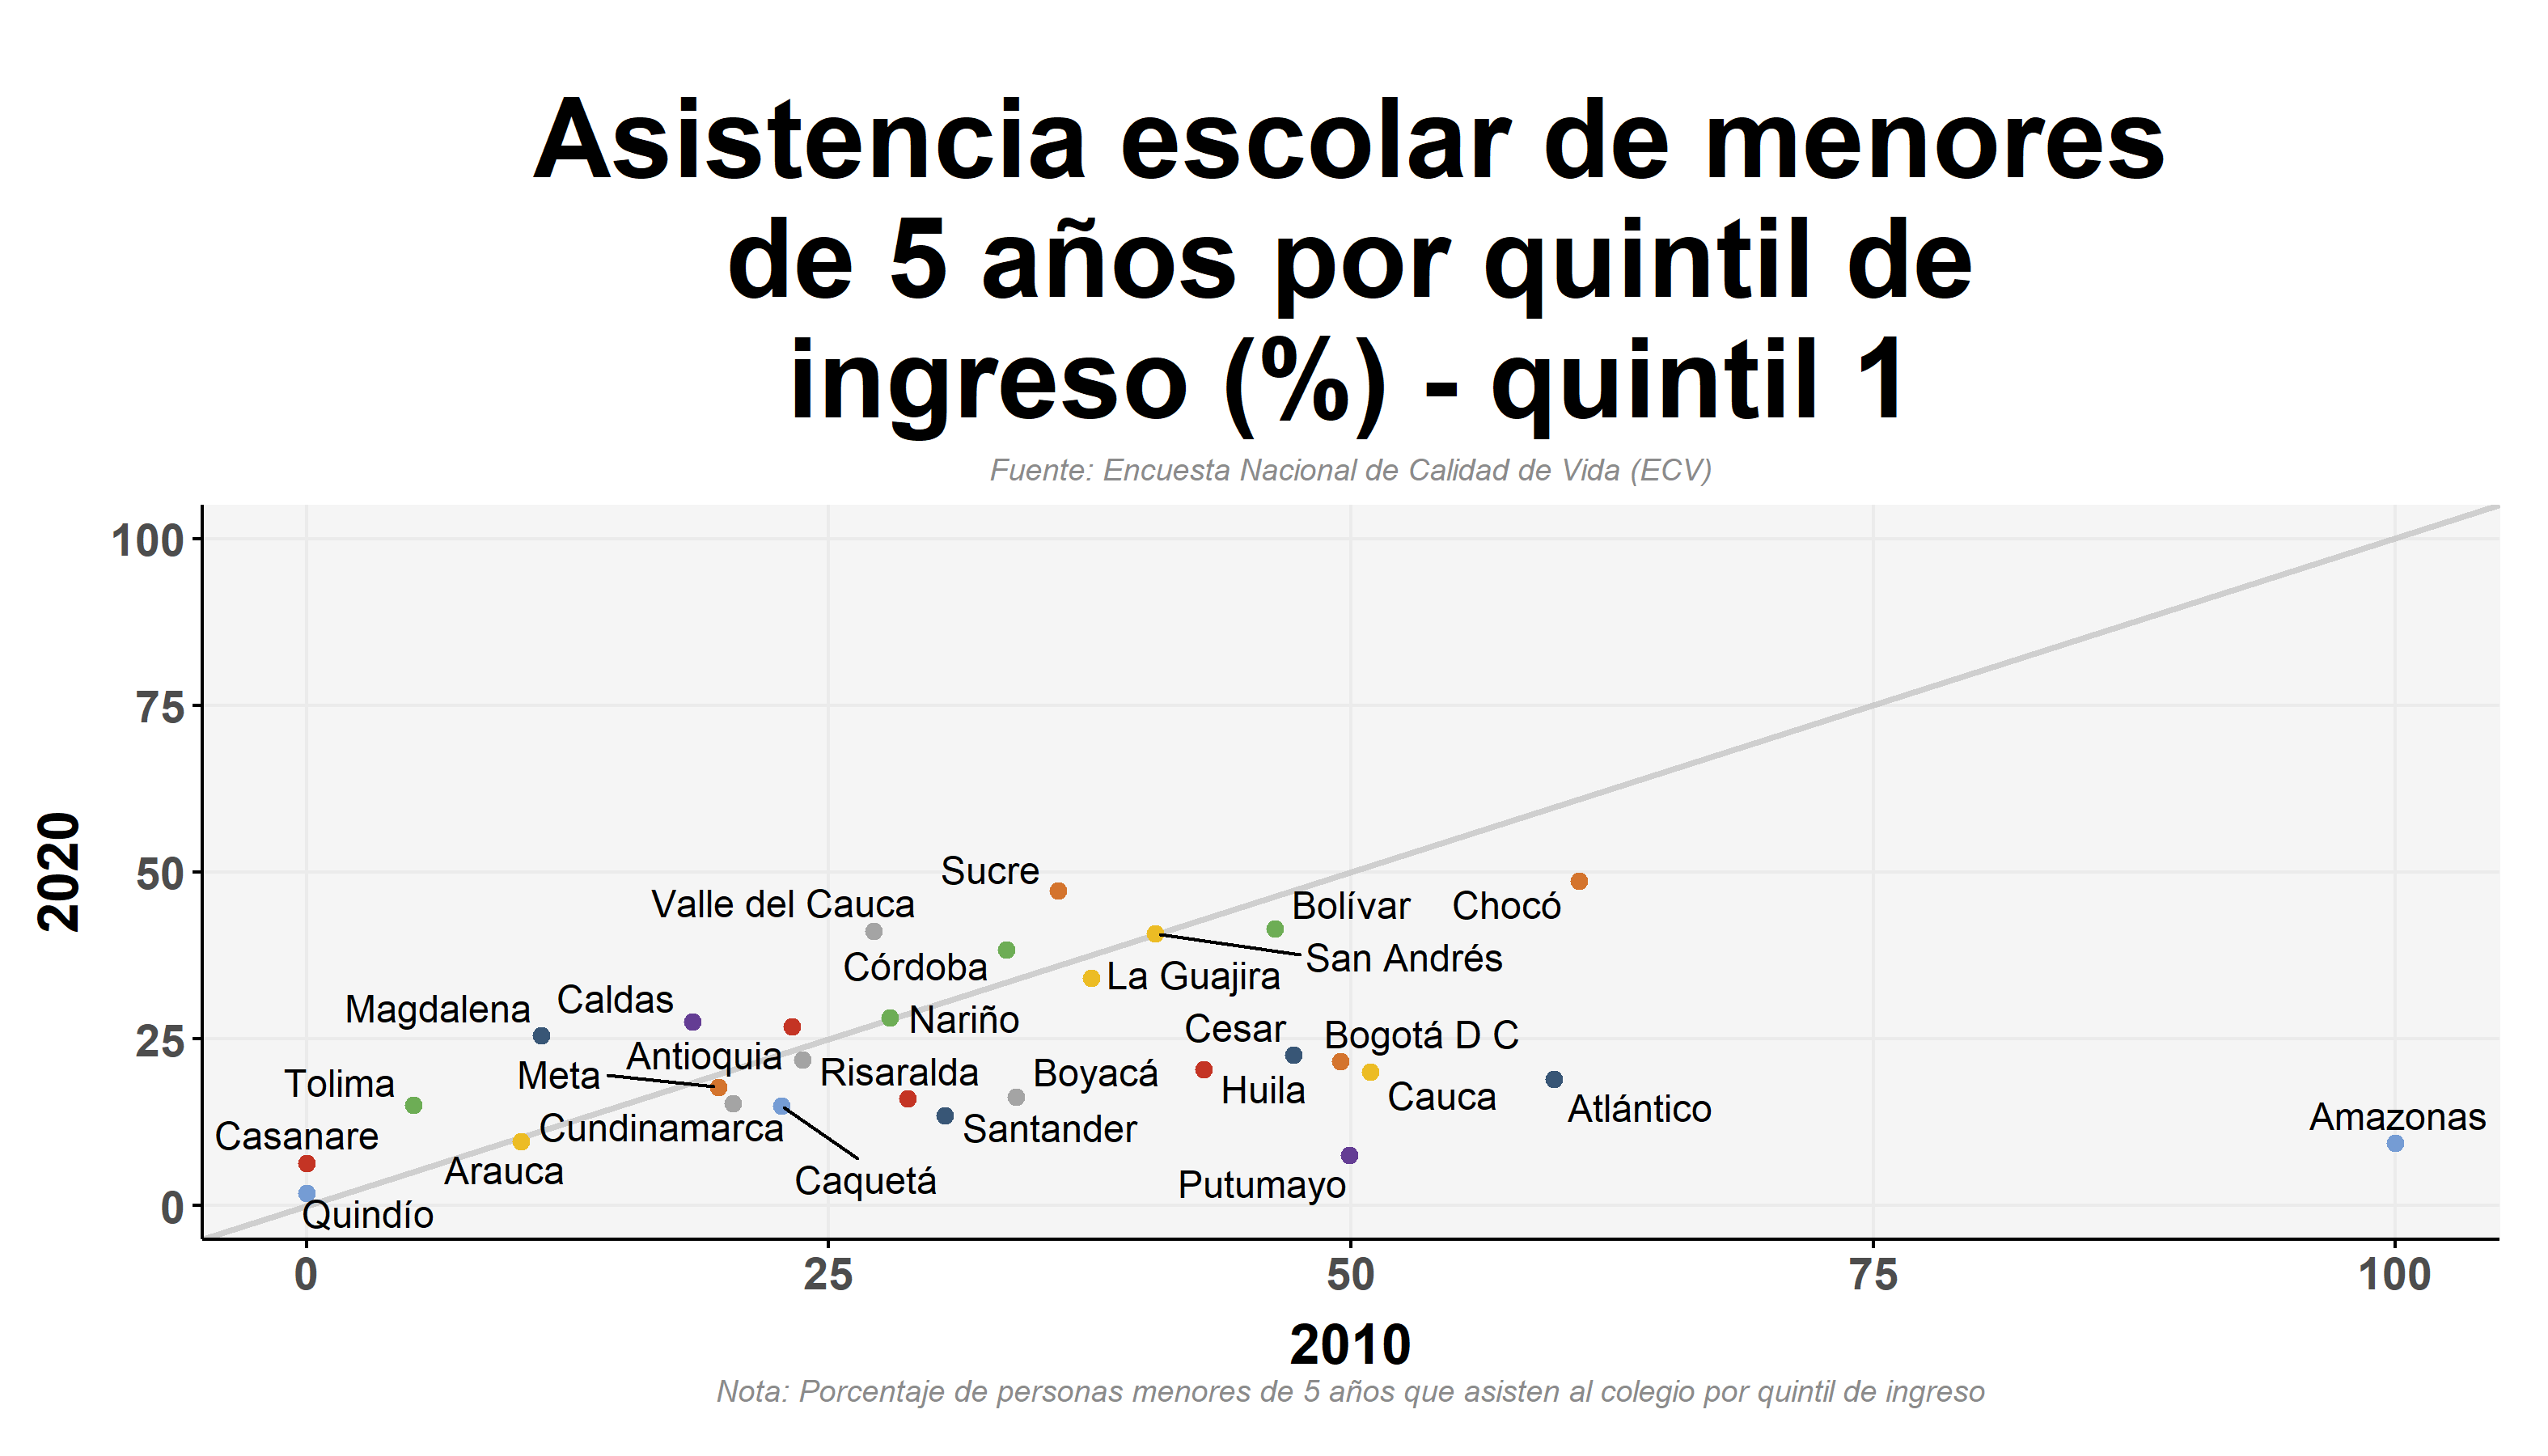 Asistencia escolar de menores
de 5 años por quintil de
ingreso (%) - quintil 1
Fuente: Encuesta Nacional de Calidad de Vida (ECV)
100
75
50
25
0
2020
Sucre
Valle del Cauca
Bolívar
Chocó
Córdoba
San Andrés
La Guajira
Magdalena
Caldas
Nariño
Cesar
Bogotá D C
Antioquia
Meta
Risaralda
Boyacá
Tolima
Huila
Cauca
Atlántico
Amazonas
Casanare
Cundinamarca
Santander
Arauca
Caquetá
Putumayo
Quindío
0
25
50
75
100
2010
Nota: Porcentaje de personas menores de 5 años que asisten al colegio por quintil de ingreso